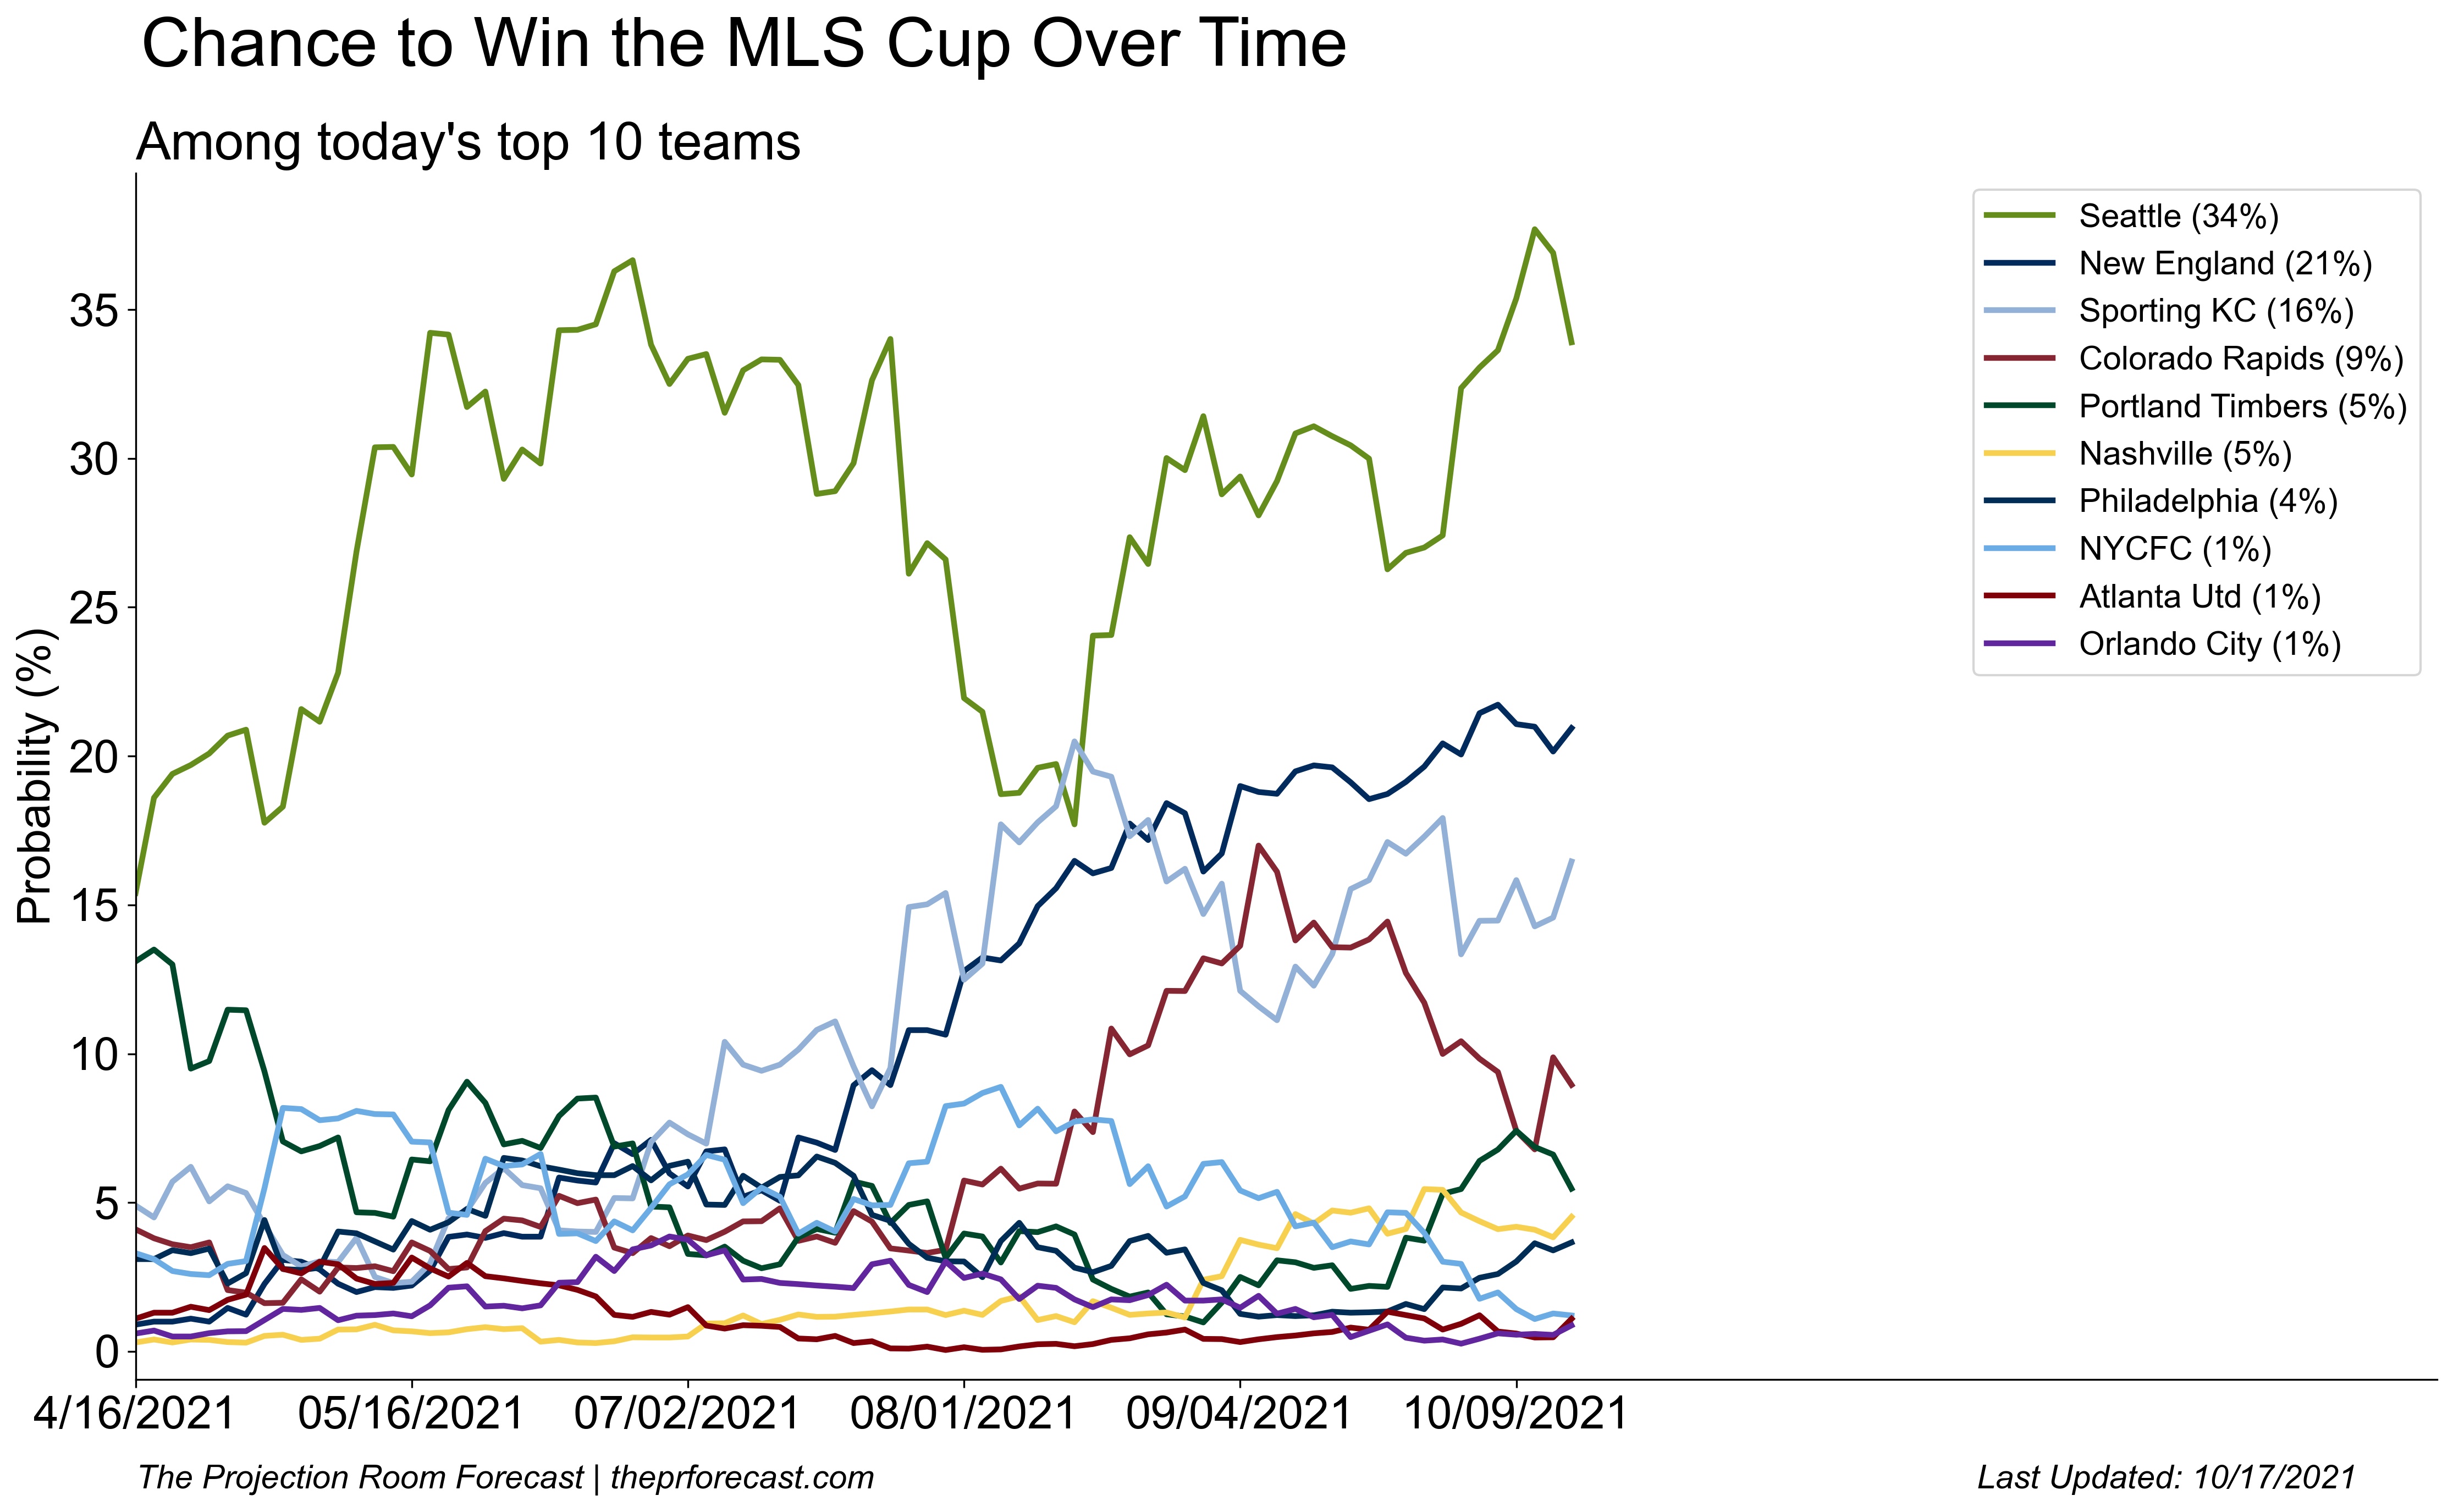 Chance to Win the MLS Cup Over Time
Among today's top 10 teams
Probability (%)
35
30
25
20
15
10
5
0
4/16/2021 05/16/2021 07/02/2021 08/01/2021 09/04/2021 10/09/2021
Seattle (34%)
New England (21%)
Sporting KC (16%)
Colorado Rapids (9%)
Portland Timbers (5%)
Nashville (5%)
Philadelphia (4%)
NYCFC (1%)
Atlanta Utd (1%)
Orlando City (1%)
The Projection Room Forecast | theprforecast.com
Last Updated: 10/17/2021